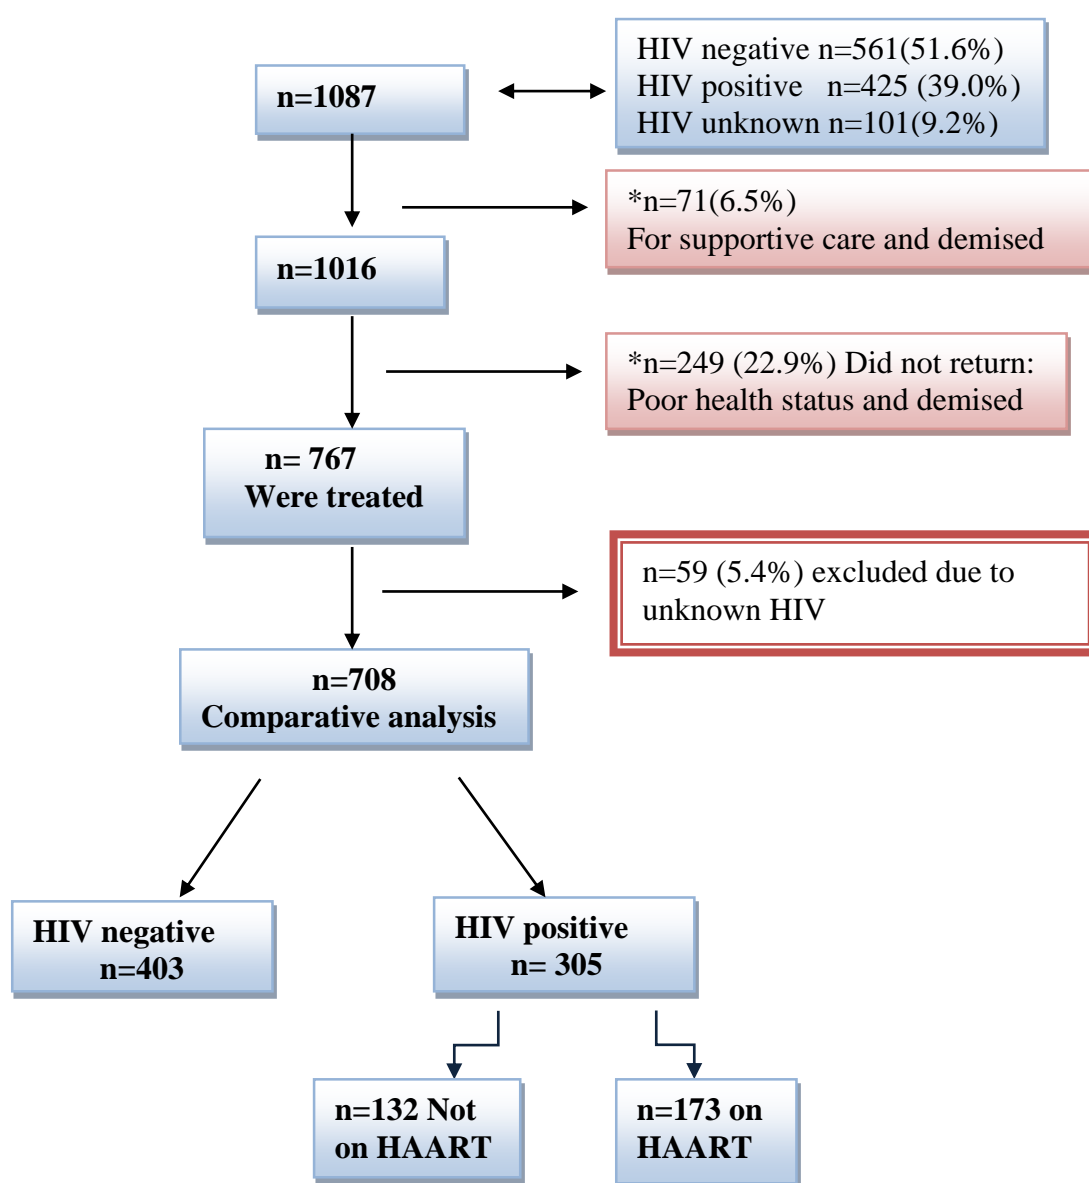 n=1087
HIV negative n=561(51.6%)
HIV positive n=425 (39.0%)
HIV unknown n=101(9.2%)
*n=71(6.5%)
For supportive care and demised
n=1016
*n=249 (22.9%) Did not return:
Poor health status and demised
n= 767
Were treated
n=59 (5.4%) excluded due to
unknown HIV
n=708
Comparative analysis
HIV negative
n=403
HIV positive
n= 305
n=132 Not
on HAART
n=173 on
HAART